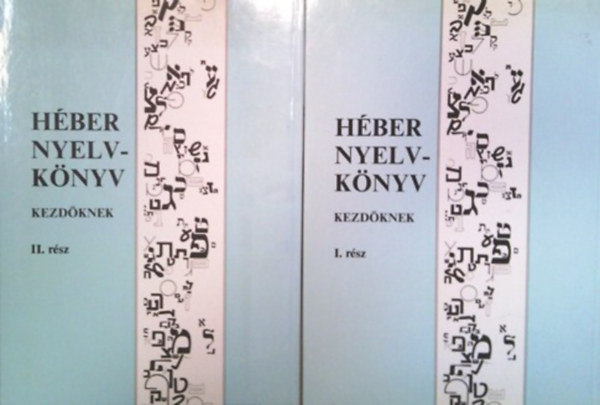 HÉBER
NYELV-
KÖNYV
KEZDŐKNEK
II. rész
HÉBER
NYELV-
KÖNYV
KEZDŐKNEK
I. rész